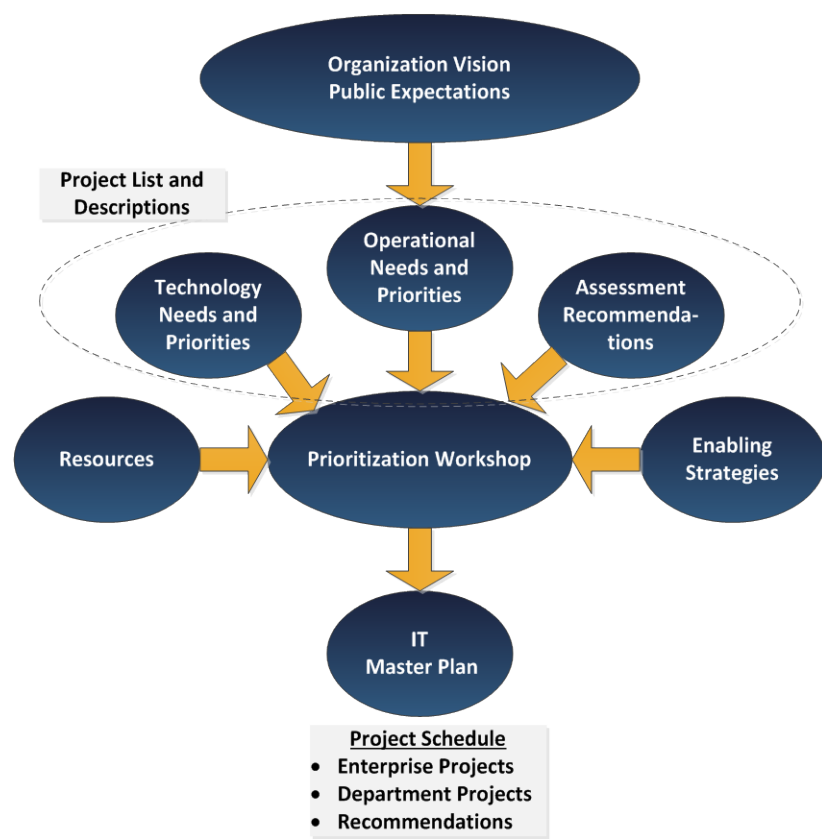 Organization Vision
Public Expectations
Project List and
Descriptions
Operational
Needs and
Priorities
Technology
Needs and
Priorities
Assessment
Recommenda-
tions
Resources
Prioritization Workshop
Enabling
Strategies
IT
Master Plan
Project Schedule
• Enterprise Projects
• Department Projects
• Recommendations